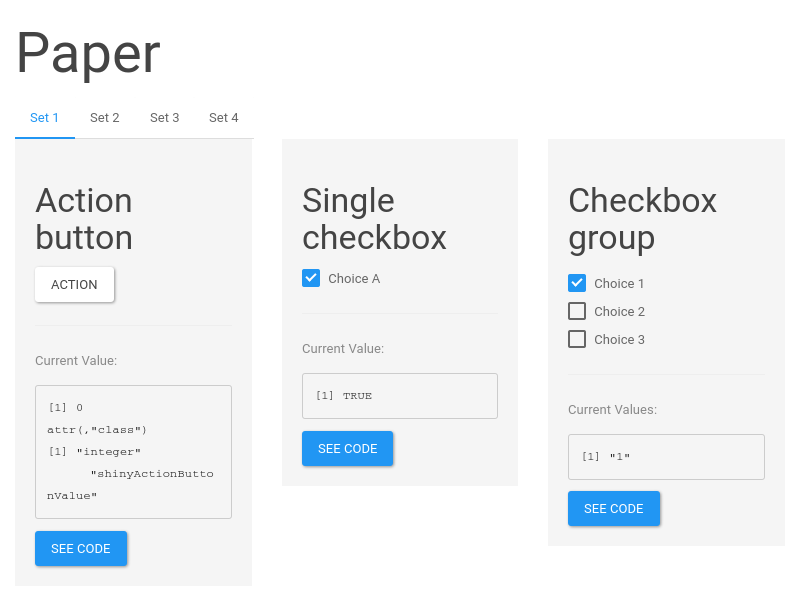 Paper
Set 1
Set 2
Set 3
Set 4
Action
button
ACTION
Current Value:
[1] 0
attr(,"class")
[1] "integer"
"shinyActionButto
nValue"
SEE CODE
Single
checkbox
Choice A
Current Value:
[1] TRUE
SEE CODE
Checkbox
group
Choice 1
Choice 2
Choice 3
Current Values:
[1] "1"
SEE CODE